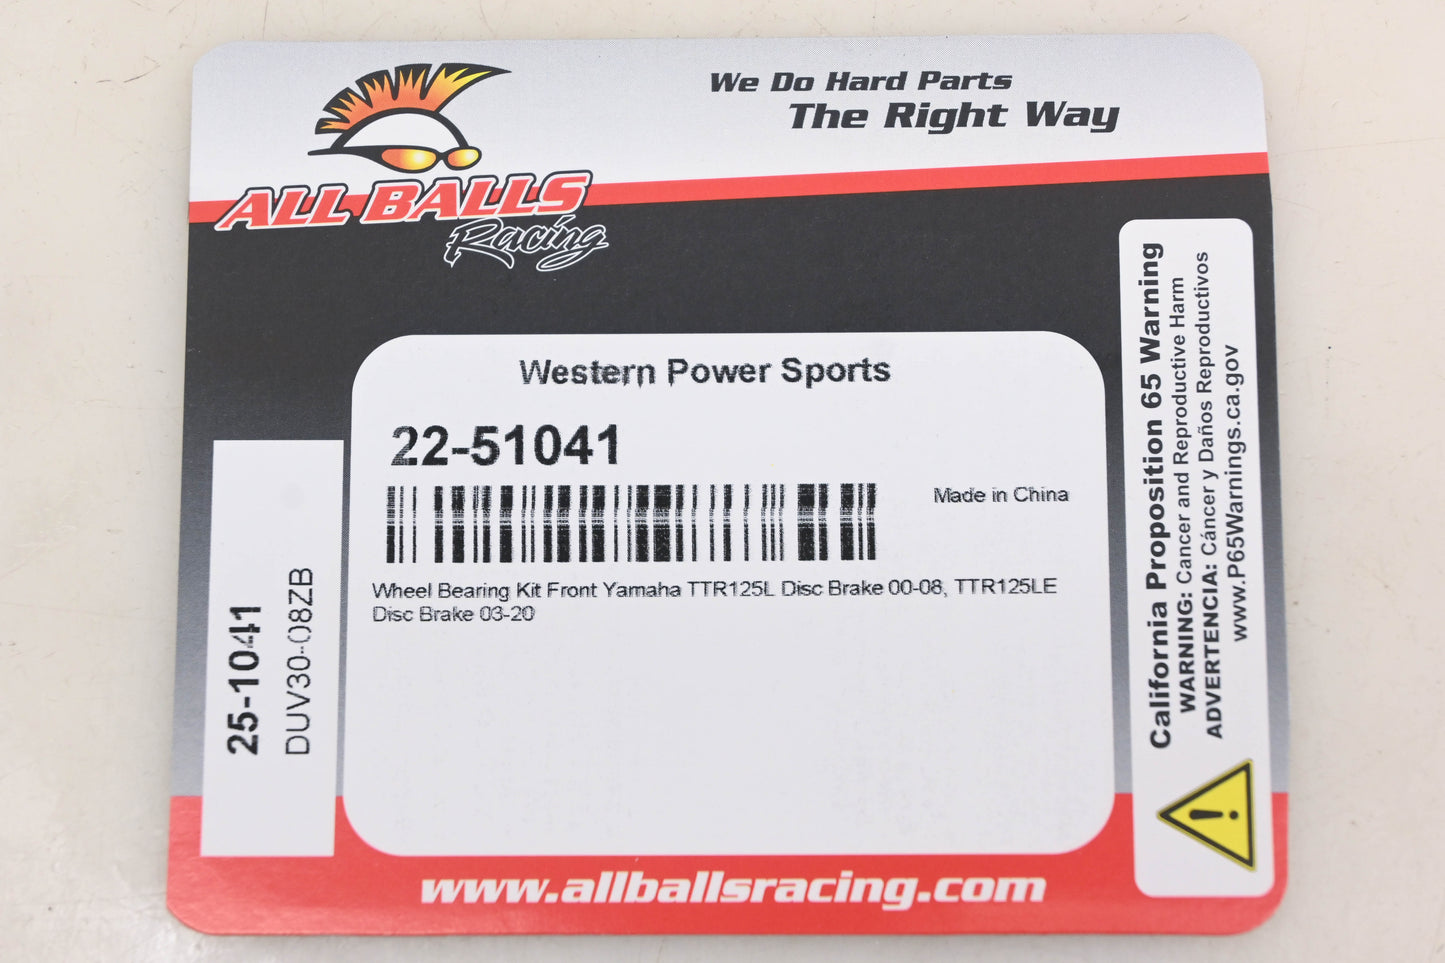 We Do Hard Parts
The Right Way
ALL BALLS
Racing
Western Power Sports
22-51041
Made in China
Wheel Bearing Kit Front Yamaha TTR125L Disc Brake 00-08, TTR125LE
Disc Brake 03-20
25-1041
DUV30-08ZB
California Proposition 65 Warning
WARNING: Cancer and Reproductive Harm
ADVERTENCIA: Cáncer y Daños Reproductivos
www.P65Warnings.ca.gov
www.allballsracing.com